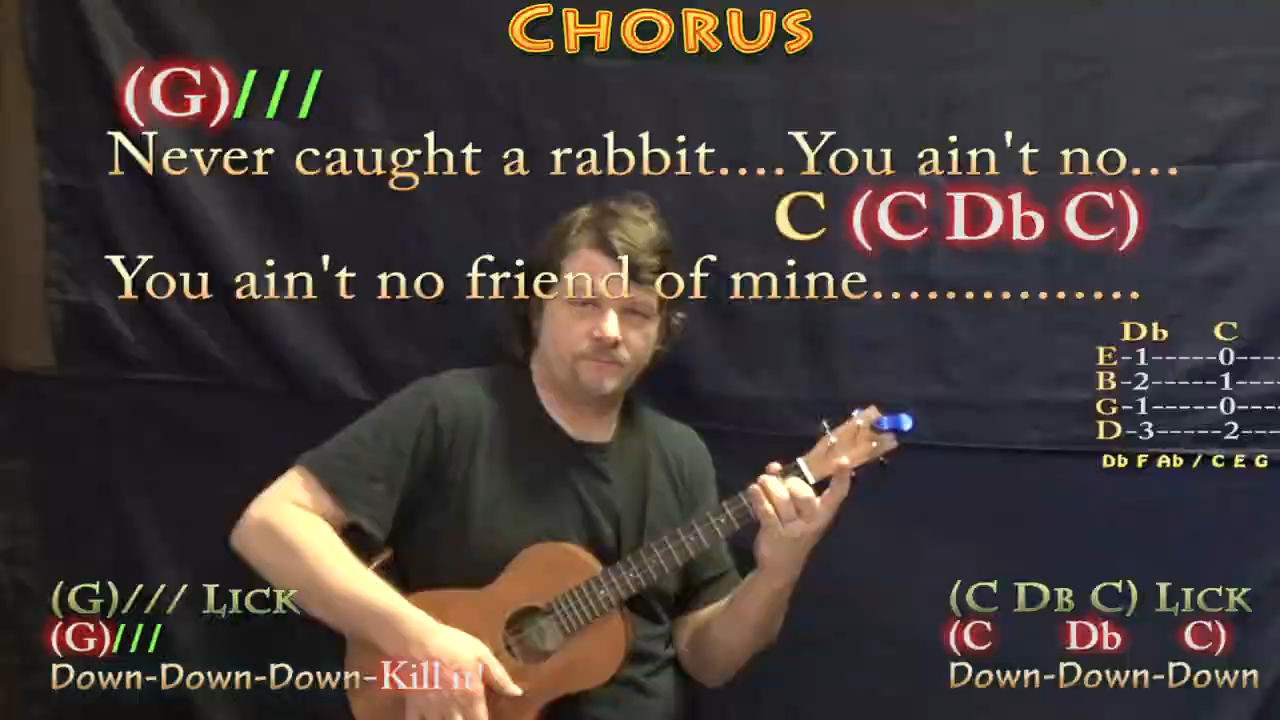 CHORUS
(G)///
Never caught a rabbit....You ain't no...
C (C Db C)
You ain't no friend of mine...............
Db C
E-1-----0----
B-2-----1----
G-1-----0----
D-3-----2---
Db F Ab / C E G
(G)/// LICK
(G)///
Down-Down-Down-Kill it!
(C DB C) LICK
(C Db C)
Down-Down-Down